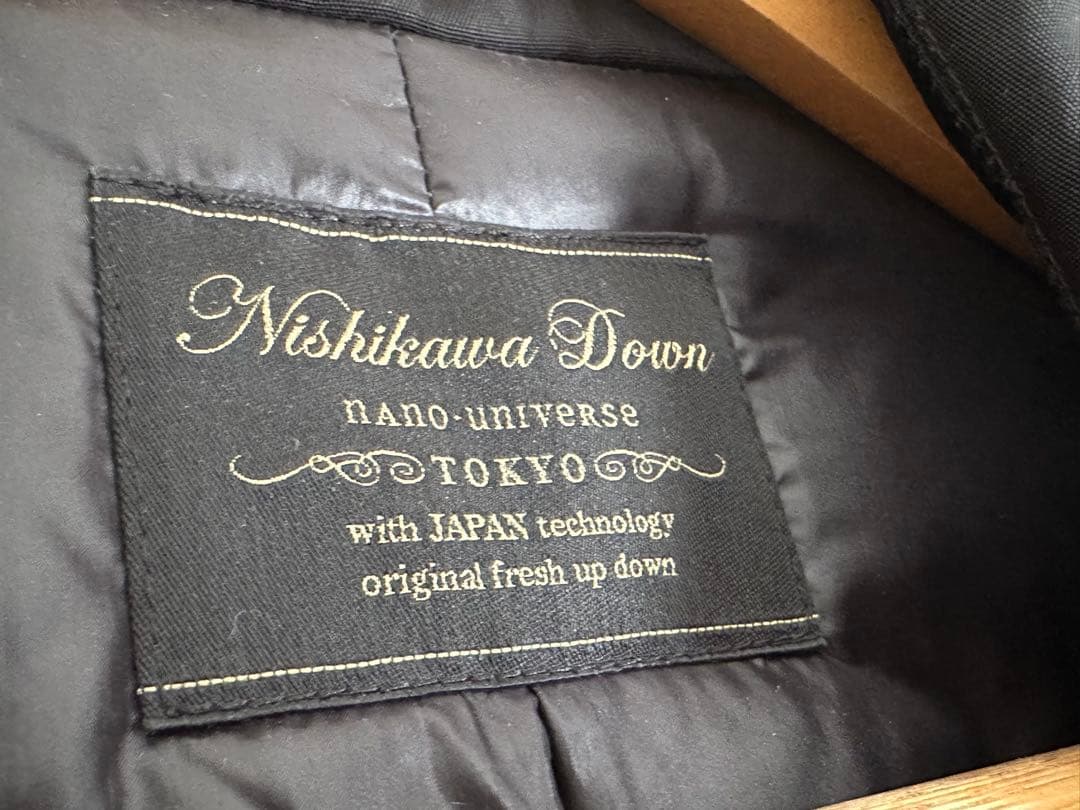 Nishikawa Down
nano·universe
TOKYO
with JAPAN technology
original fresh up down